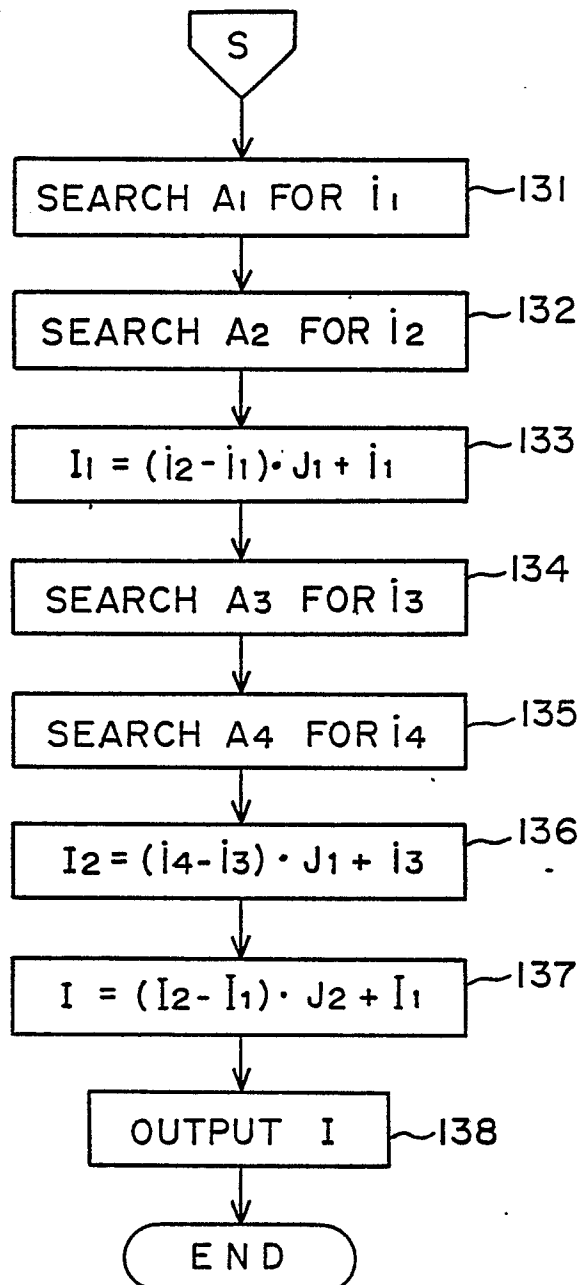 S
SEARCH A1 FOR i1
131
SEARCH A2 FOR i2
132
I1 = (i2-i1)·J1+i1
133
SEARCH A3 FOR i3
134
SEARCH A4 FOR i4
135
I2 = (i4-i3)·J1+i3
136
I = (I2-I1)·J2+I1
137
OUTPUT I
138
END